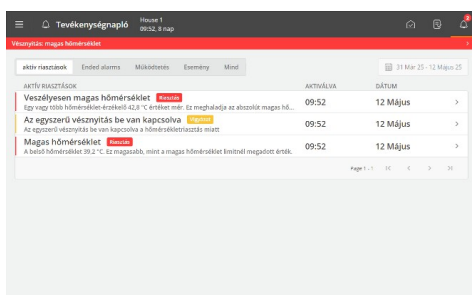 Tevékenységnapló
House 1
09:52, 8 nap
Vésznyitás: magas hőmérséklet
aktív riasztások Ended alarms Működtetés Esemény Mind
31 Már 25 - 12 Május 25
AKTÍV RIASZTÁSOK AKTIVÁLVA DÁTUM
Veszélyesen magas hőmérséklet Riasztás 09:52 12 Május
Egy vagy több hőmérséklet-érzékelő 42,8 °C értéket mér. Ez meghaladja az abszolút magas hő...
Az egyszerű vésznyitás be van kapcsolva 09:52 12 Május
Az egyszerű vésznyitás be van kapcsolva a hőmérsékletriasztás miatt
Magas hőmérséklet Riasztás 09:52 12 Május
A belső hőmérséklet 39.2 °C. Ez magasabb, mint a magas hőmérséklet limitnél megadott érték.
Page 1 - 1